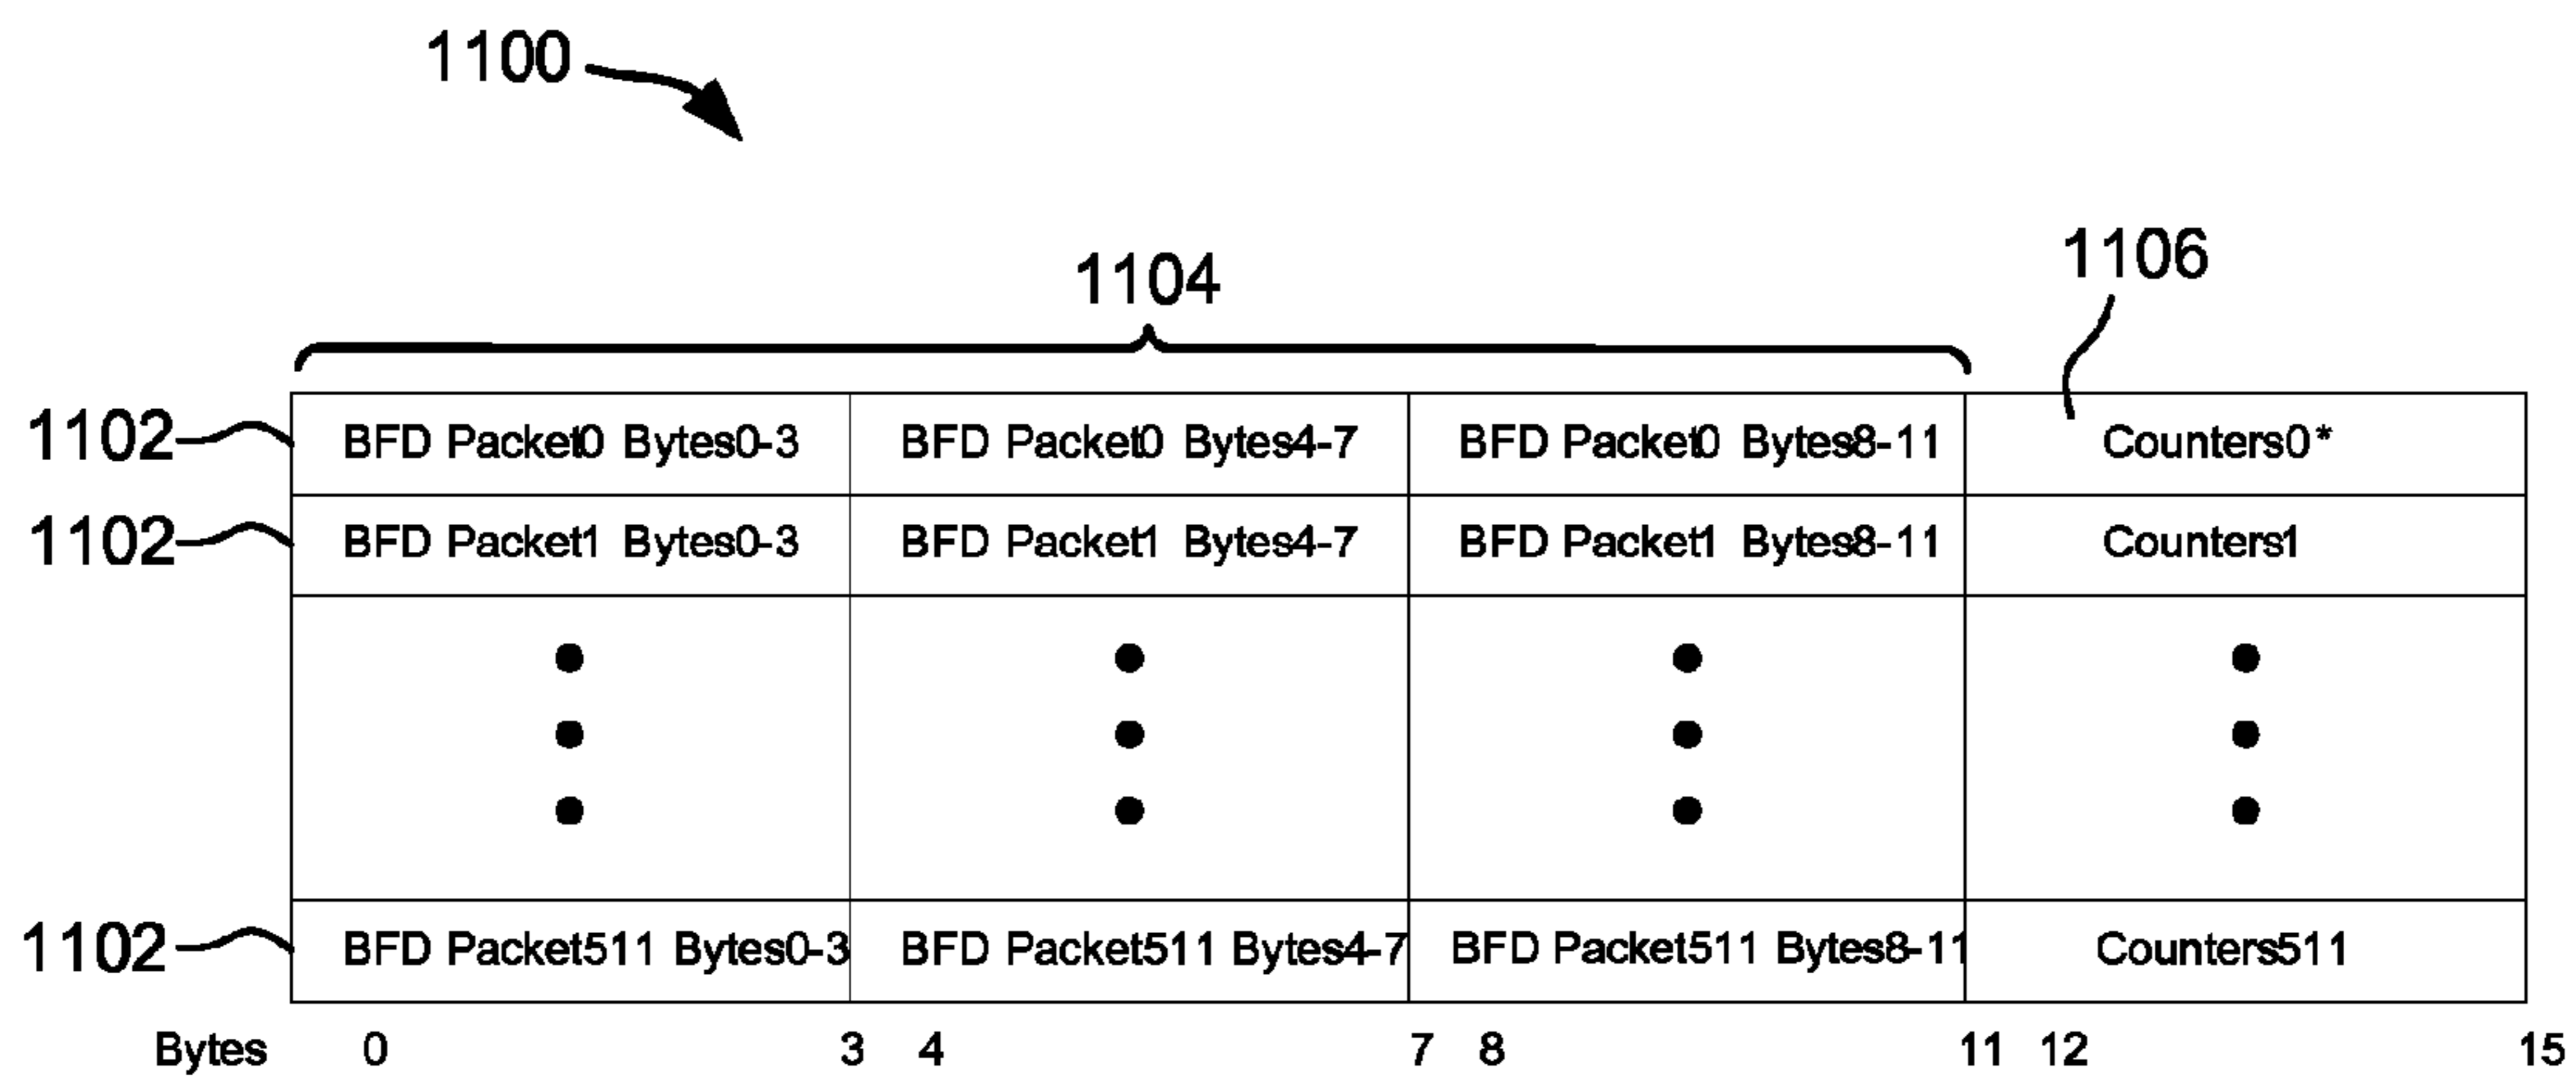 1100
1104
1106
1102 BFD Packet0 Bytes0-3 BFD Packet0 Bytes4-7 BFD Packet0 Bytes8-11 Counters0*
1102 BFD Packet1 Bytes0-3 BFD Packet1 Bytes4-7 BFD Packet1 Bytes8-11 Counters1
1102 BFD Packet511 Bytes0-3 BFD Packet511 Bytes4-7 BFD Packet511 Bytes8-11 Counters511
Bytes 0 3 4 7 8 11 12 15